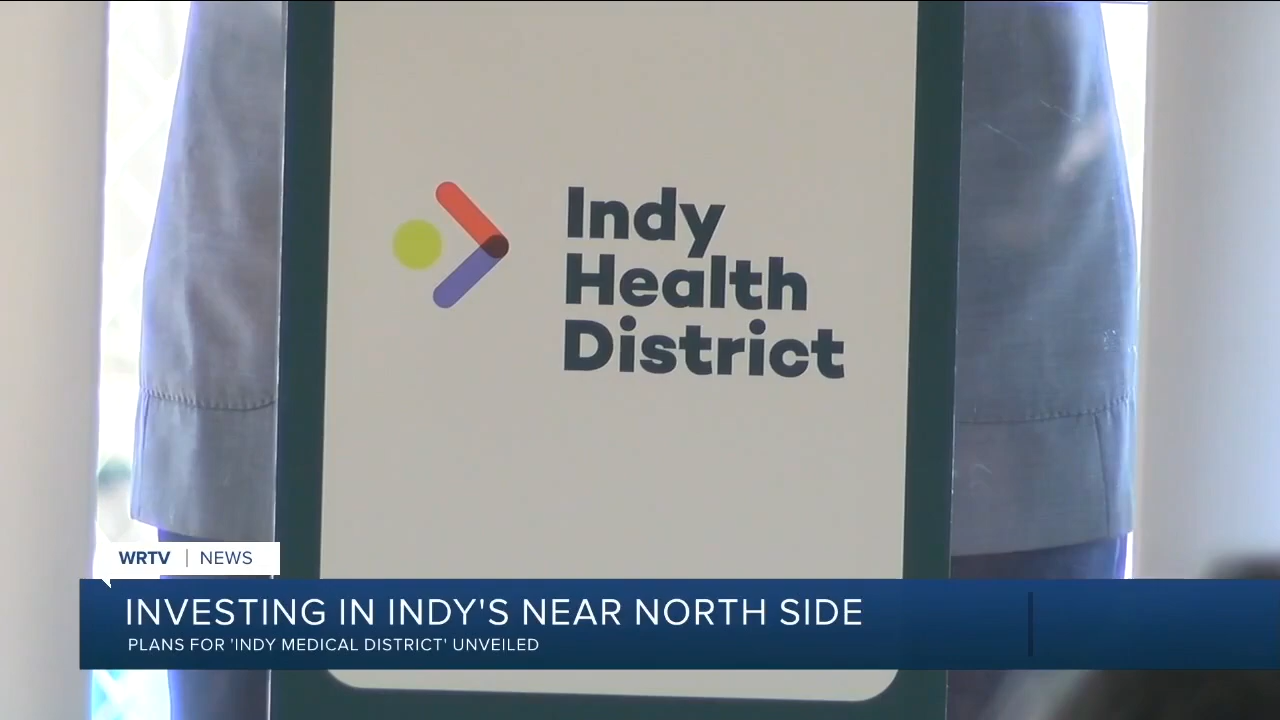 Indy
Health
District
WRTV | NEWS
INVESTING IN INDY'S NEAR NORTH SIDE
PLANS FOR 'INDY MEDICAL DISTRICT' UNVEILED